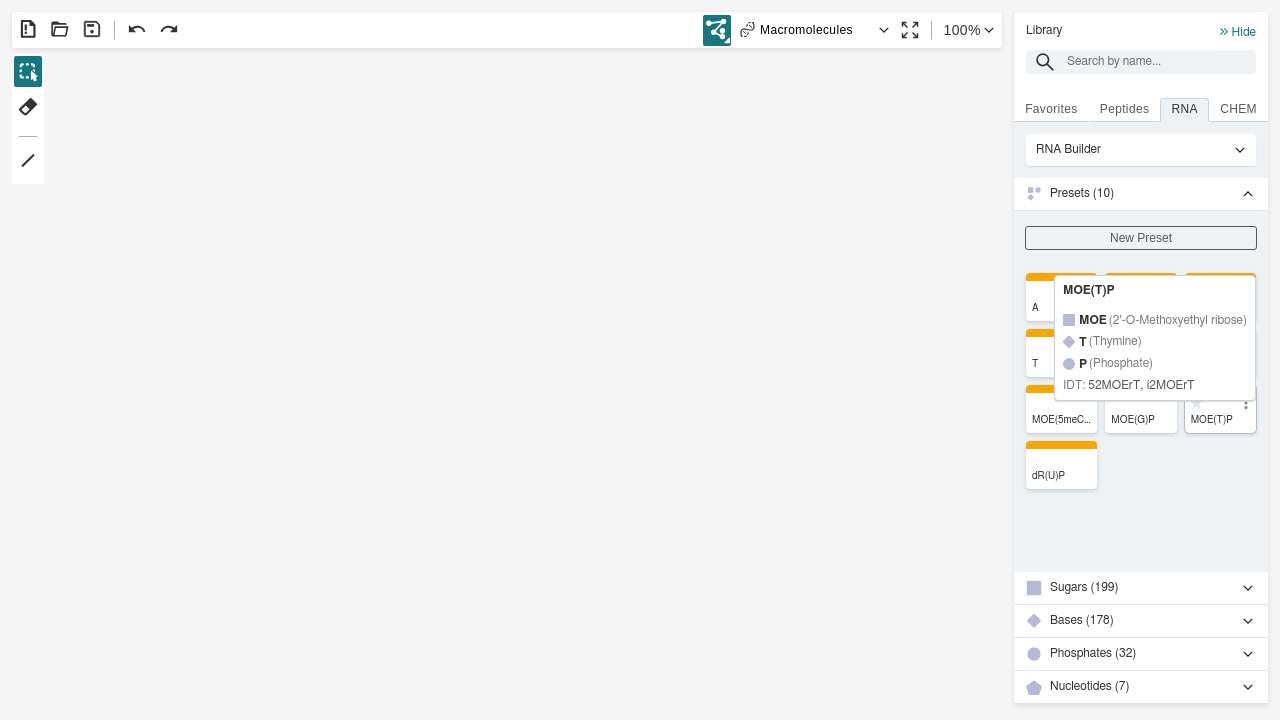 Macromolecules
100%
Library
Hide
Search by name...
Favorites
Peptides
RNA
CHEM
RNA Builder
Presets (10)
New Preset
A
MOE(T)P
MOE (2'-O-Methoxyethyl ribose)
T (Thymine)
P (Phosphate)
IDT: 52MOErT, i2MOErT
T
MOE(5meC...
MOE(G)P
MOE(T)P
dR(U)P
Sugars (199)
Bases (178)
Phosphates (32)
Nucleotides (7)